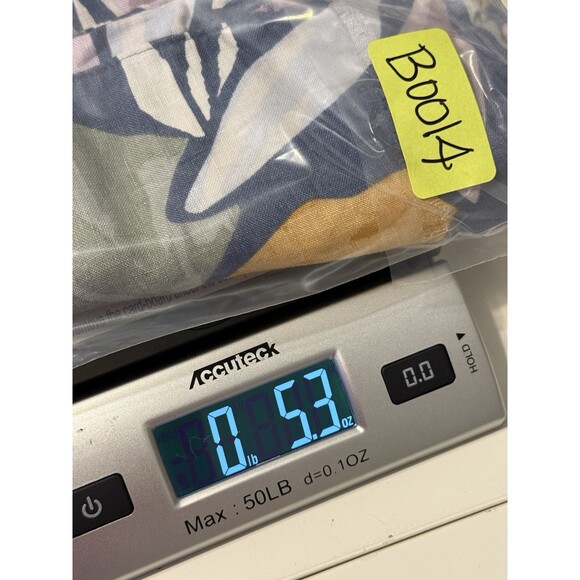 B0014
Accuteck
0 lb 5.3 oz
0.0
HOLD
Max : 50LB d=0.1OZ